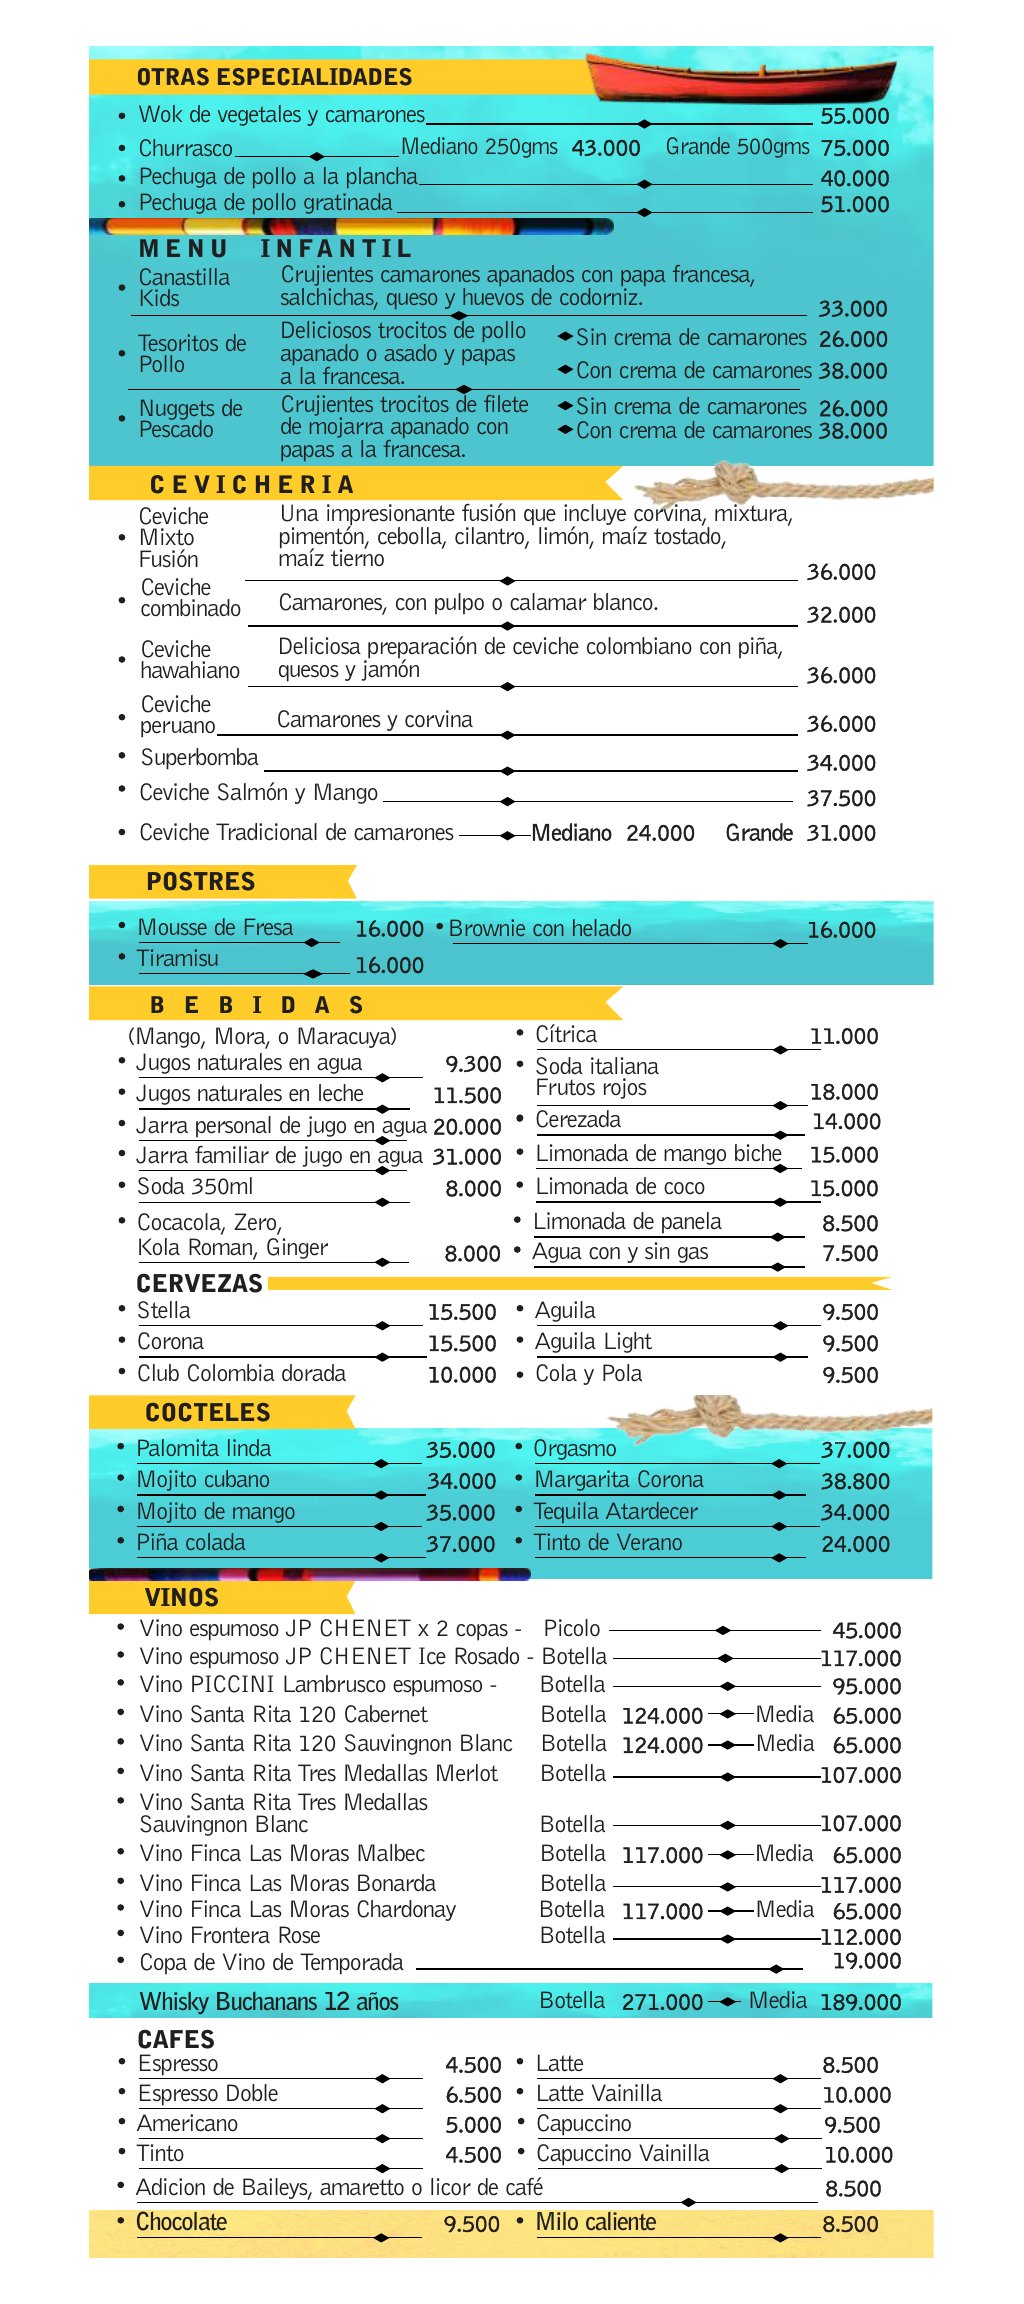 OTRAS ESPECIALIDADES
• Wok de vegetales y camarones 55.000
• Churrasco Mediano 250gms 43.000 Grande 500gms 75.000
• Pechuga de pollo a la plancha 40.000
• Pechuga de pollo gratinada 51.000
MENU INFANTIL
• Canastilla Kids
Crujientes camarones apanados con papa francesa,
salchichas, queso y huevos de codorniz.
33.000
• Tesoritos de Pollo
Deliciosos trocitos de pollo
apanado o asado y papas
a la francesa.
Sin crema de camarones 26.000
Con crema de camarones 38.000
• Nuggets de Pescado
Crujientes trocitos de filete
de mojarra apanado con
papas a la francesa.
Sin crema de camarones 26.000
Con crema de camarones 38.000
CEVICHERIA
• Ceviche Mixto Fusión
Una impresionante fusión que incluye corvina, mixtura,
pimentón, cebolla, cilantro, limón, maíz tostado,
maíz tierno
36.000
• Ceviche combinado
Camarones, con pulpo o calamar blanco.
32.000
• Ceviche hawahiano
Deliciosa preparación de ceviche colombiano con piña,
quesos y jamón
36.000
• Ceviche peruano
Camarones y corvina
36.000
• Superbomba 34.000
• Ceviche Salmón y Mango 37.500
• Ceviche Tradicional de camarones Mediano 24.000 Grande 31.000
POSTRES
• Mousse de Fresa 16.000 • Brownie con helado 16.000
• Tiramisu 16.000
BEBIDAS
(Mango, Mora, o Maracuya)
• Jugos naturales en agua 9.300
• Jugos naturales en leche 11.500
• Jarra personal de jugo en agua 20.000
• Jarra familiar de jugo en agua 31.000
• Soda 350ml 8.000
• Cocacola, Zero,
Kola Roman, Ginger 8.000
• Cítrica 11.000
• Soda italiana
Frutos rojos 18.000
• Cerezada 14.000
• Limonada de mango biche 15.000
• Limonada de coco 15.000
• Limonada de panela 8.500
• Agua con y sin gas 7.500
CERVEZAS
• Stella 15.500 • Aguila 9.500
• Corona 15.500 • Aguila Light 9.500
• Club Colombia dorada 10.000 • Cola y Pola 9.500
COCTELES
• Palomita linda 35.000 • Orgasmo 37.000
• Mojito cubano 34.000 • Margarita Corona 38.800
• Mojito de mango 35.000 • Tequila Atardecer 34.000
• Piña colada 37.000 • Tinto de Verano 24.000
VINOS
• Vino espumoso JP CHENET x 2 copas - Picolo 45.000
• Vino espumoso JP CHENET Ice Rosado - Botella 117.000
• Vino PICCINI Lambrusco espumoso - Botella 95.000
• Vino Santa Rita 120 Cabernet Botella 124.000 Media 65.000
• Vino Santa Rita 120 Sauvingnon Blanc Botella 124.000 Media 65.000
• Vino Santa Rita Tres Medallas Merlot Botella 107.000
• Vino Santa Rita Tres Medallas
Sauvingnon Blanc Botella 107.000
• Vino Finca Las Moras Malbec Botella 117.000 Media 65.000
• Vino Finca Las Moras Bonarda Botella 117.000
• Vino Finca Las Moras Chardonay Botella 117.000 Media 65.000
• Vino Frontera Rose Botella 112.000
• Copa de Vino de Temporada 19.000
Whisky Buchanans 12 años Botella 271.000 Media 189.000
CAFES
• Espresso 4.500 • Latte 8.500
• Espresso Doble 6.500 • Latte Vainilla 10.000
• Americano 5.000 • Capuccino 9.500
• Tinto 4.500 • Capuccino Vainilla 10.000
• Adicion de Baileys, amaretto o licor de café 8.500
• Chocolate 9.500 • Milo caliente 8.500